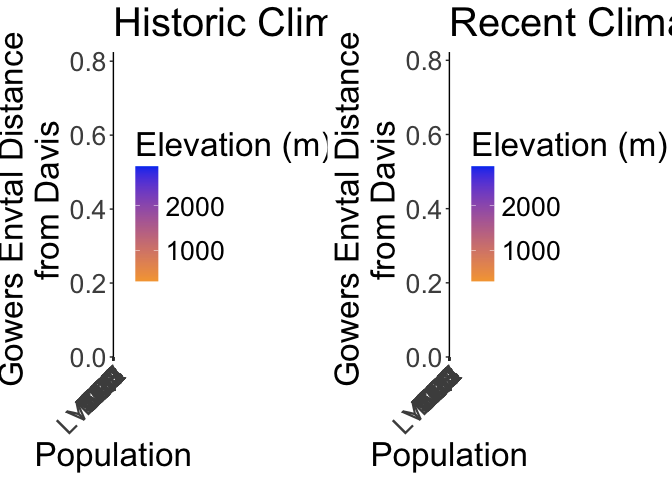 Historic Clim
Gowers Envtal Distance
from Davis
0.8
0.6
0.4
0.2
0.0
Elevation (m)
2000
1000
Population
Recent Clima
Gowers Envtal Distance
from Davis
0.8
0.6
0.4
0.2
0.0
Elevation (m)
2000
1000
Population